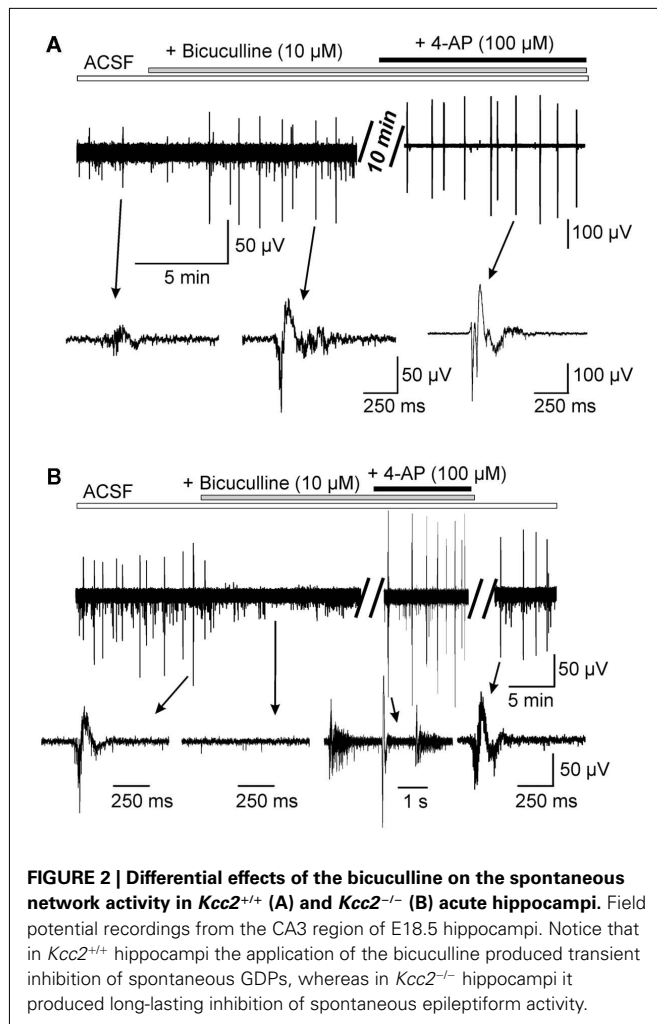 A
+ 4-AP (100 µM)
+ Bicuculline (10 µM)
ACSF
10 min
50 µV
5 min
100 µV
50 µV
250 ms
100 µV
250 ms
B
+ 4-AP (100 µM)
+ Bicuculline (10 µM)
ACSF
50 µV
5 min
250 ms
250 ms
1 s
50 µV
250 ms
FIGURE 2 | Differential effects of the bicuculline on the spontaneous
network activity in Kcc2+/+ (A) and Kcc2−/− (B) acute hippocampi. Field
potential recordings from the CA3 region of E18.5 hippocampi. Notice that
in Kcc2+/+ hippocampi the application of the bicuculline produced transient
inhibition of spontaneous GDPs, whereas in Kcc2−/− hippocampi it
produced long-lasting inhibition of spontaneous epileptiform activity.